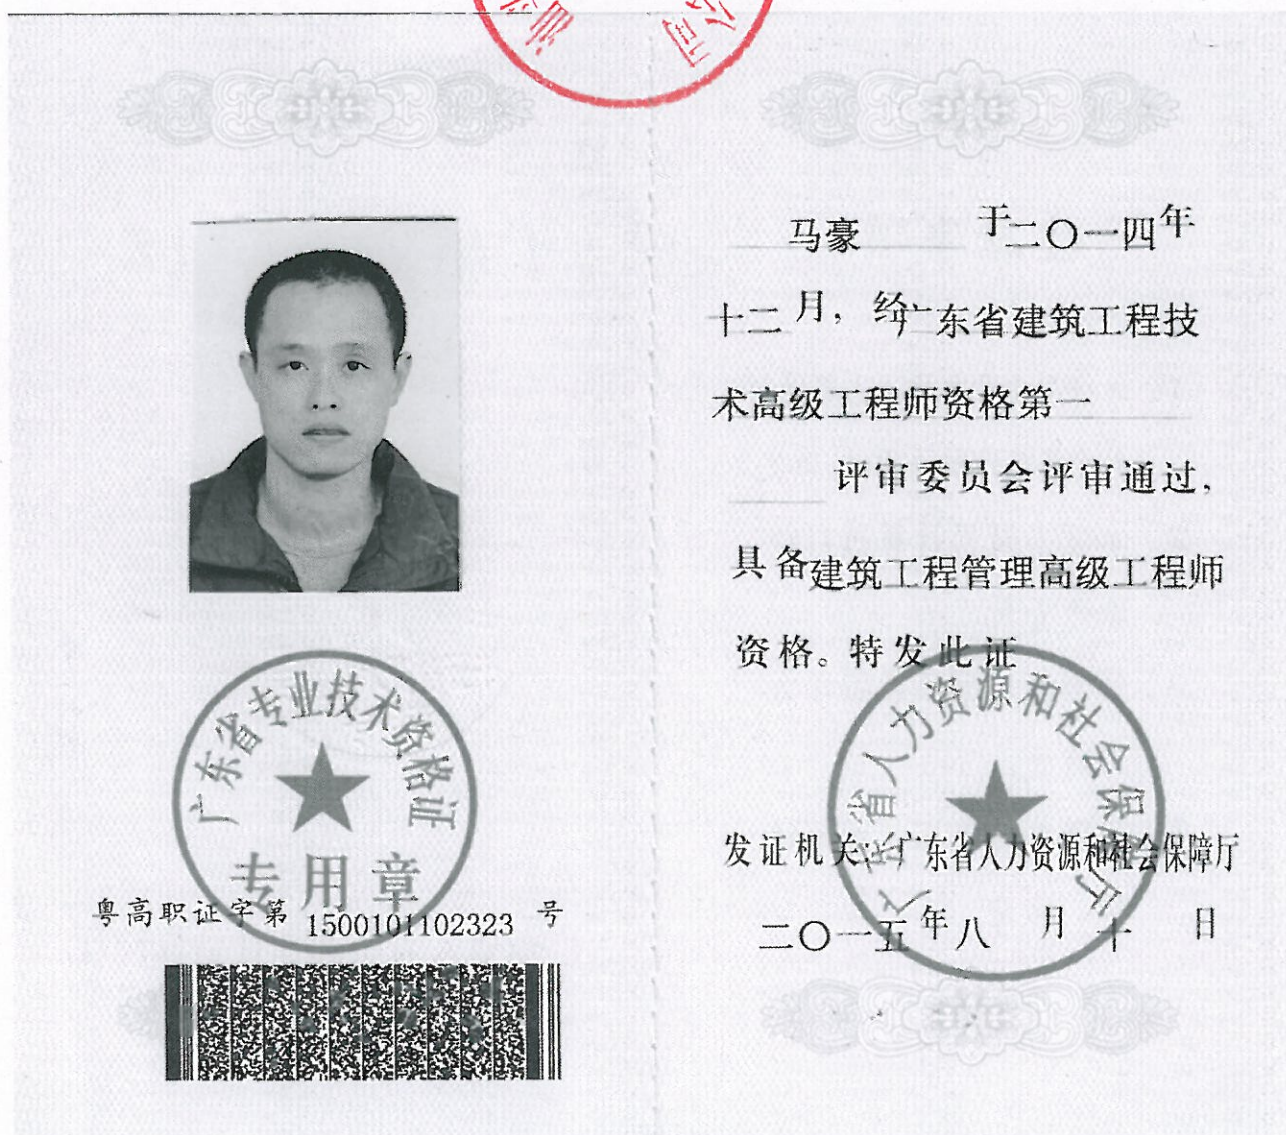 马豪 于二〇一四年
十二月，经广东省建筑工程技
术高级工程师资格第一
评审委员会评审通过，
具备建筑工程管理高级工程师
资格。特发此证
发证机关：广东省人力资源和社会保障厅
二〇一五年八月十日
广东省人力资源和社会保障厅
广东省专业技术资格证
专用章
粤高职证字第 1500101102323 号